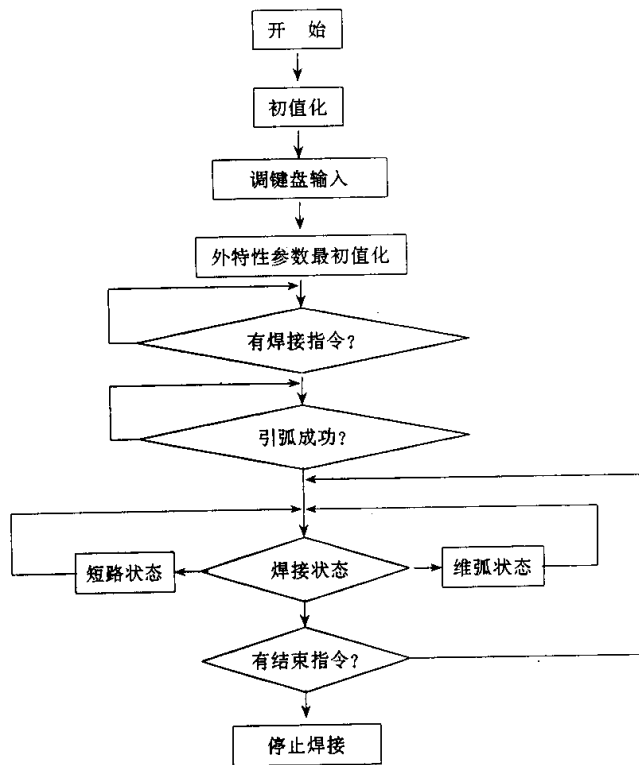 开 始
初值化
调键盘输入
外特性参数最初值化
有焊接指令?
引弧成功?
短路状态
焊接状态
维弧状态
有结束指令?
停止焊接